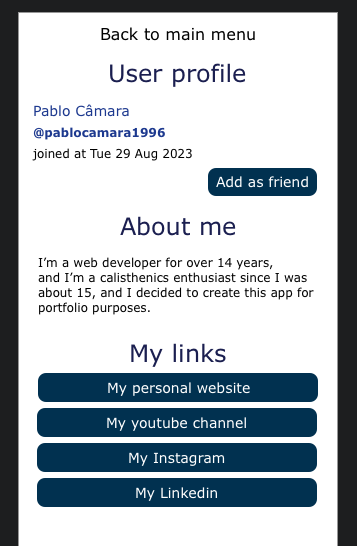 Back to main menu
User profile
Pablo Câmara
@pablocamara1996
joined at Tue 29 Aug 2023
Add as friend
About me
I’m a web developer for over 14 years,
and I’m a calisthenics enthusiast since I was
about 15, and I decided to create this app for
portfolio purposes.
My links
My personal website
My youtube channel
My Instagram
My Linkedin